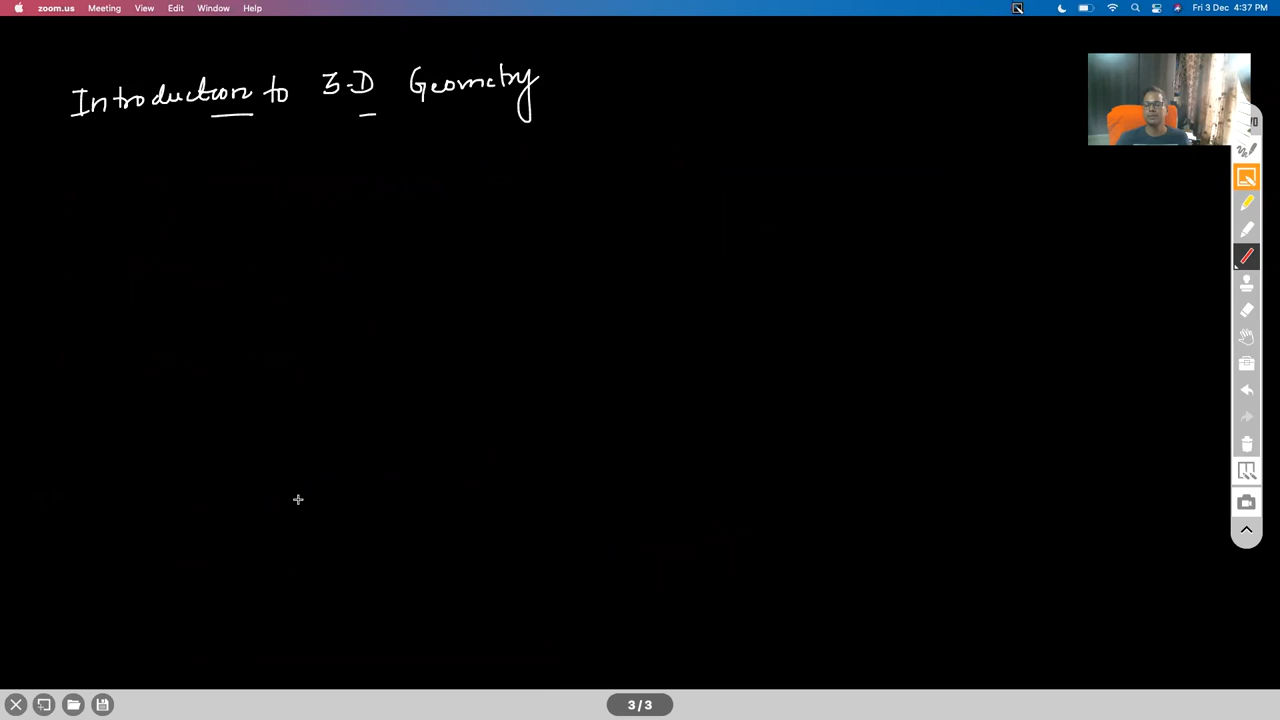 zoom.us Meeting View Edit Window Help Fri 3 Dec 4:37 PM
Introduction to 3-D Geometry
3/3